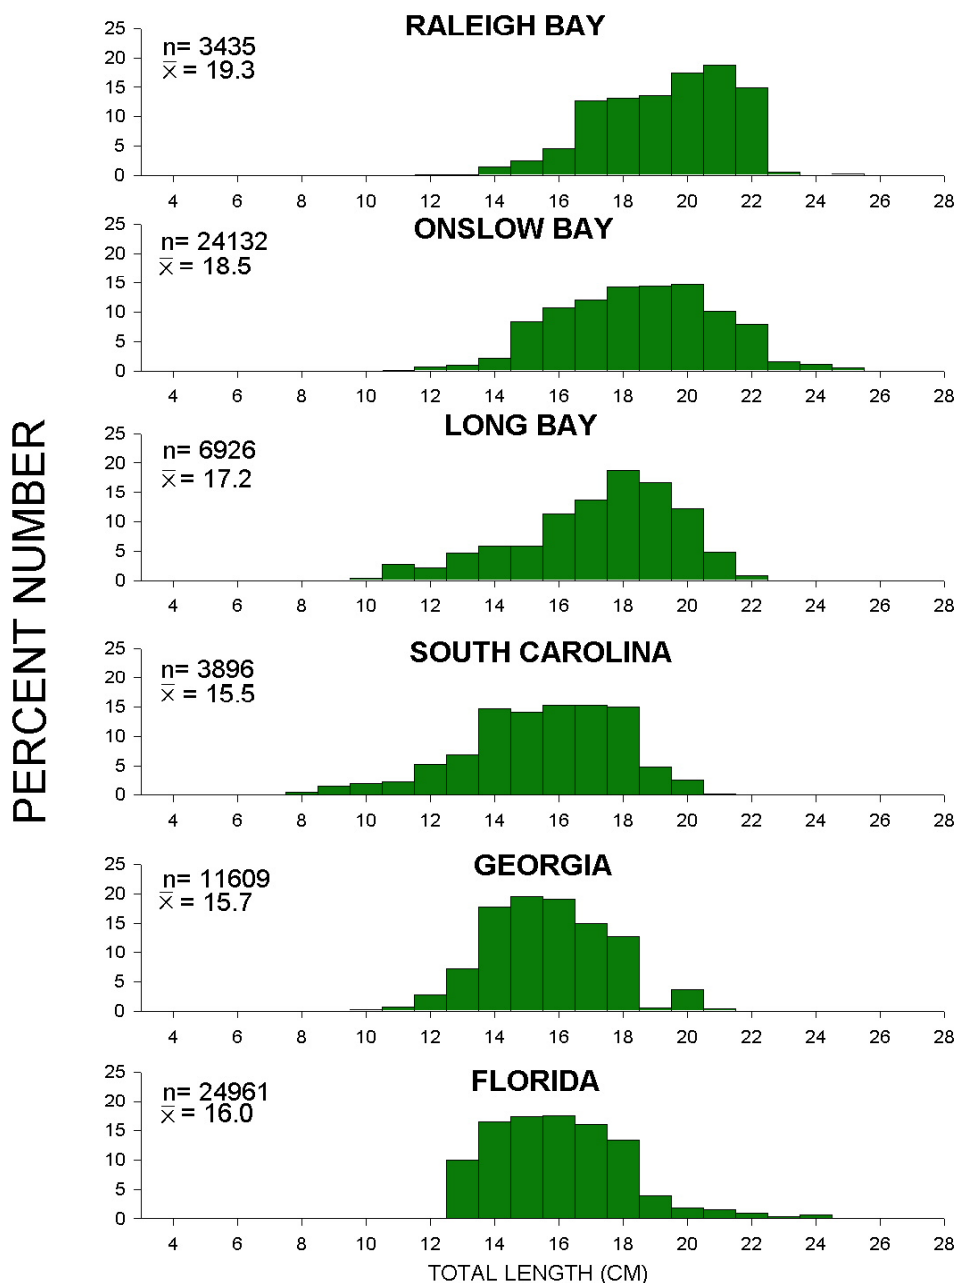 PERCENT NUMBER
RALEIGH BAY
n= 3435
x̄ = 19.3
25
20
15
10
5
0
4 6 8 10 12 14 16 18 20 22 24 26 28
ONSLOW BAY
n= 24132
x̄ = 18.5
25
20
15
10
5
0
4 6 8 10 12 14 16 18 20 22 24 26 28
LONG BAY
n= 6926
x̄ = 17.2
25
20
15
10
5
0
4 6 8 10 12 14 16 18 20 22 24 26 28
SOUTH CAROLINA
n= 3896
x̄ = 15.5
25
20
15
10
5
0
4 6 8 10 12 14 16 18 20 22 24 26 28
GEORGIA
n= 11609
x̄ = 15.7
25
20
15
10
5
0
4 6 8 10 12 14 16 18 20 22 24 26 28
FLORIDA
n= 24961
x̄ = 16.0
25
20
15
10
5
0
4 6 8 10 12 14 16 18 20 22 24 26 28
TOTAL LENGTH (CM)